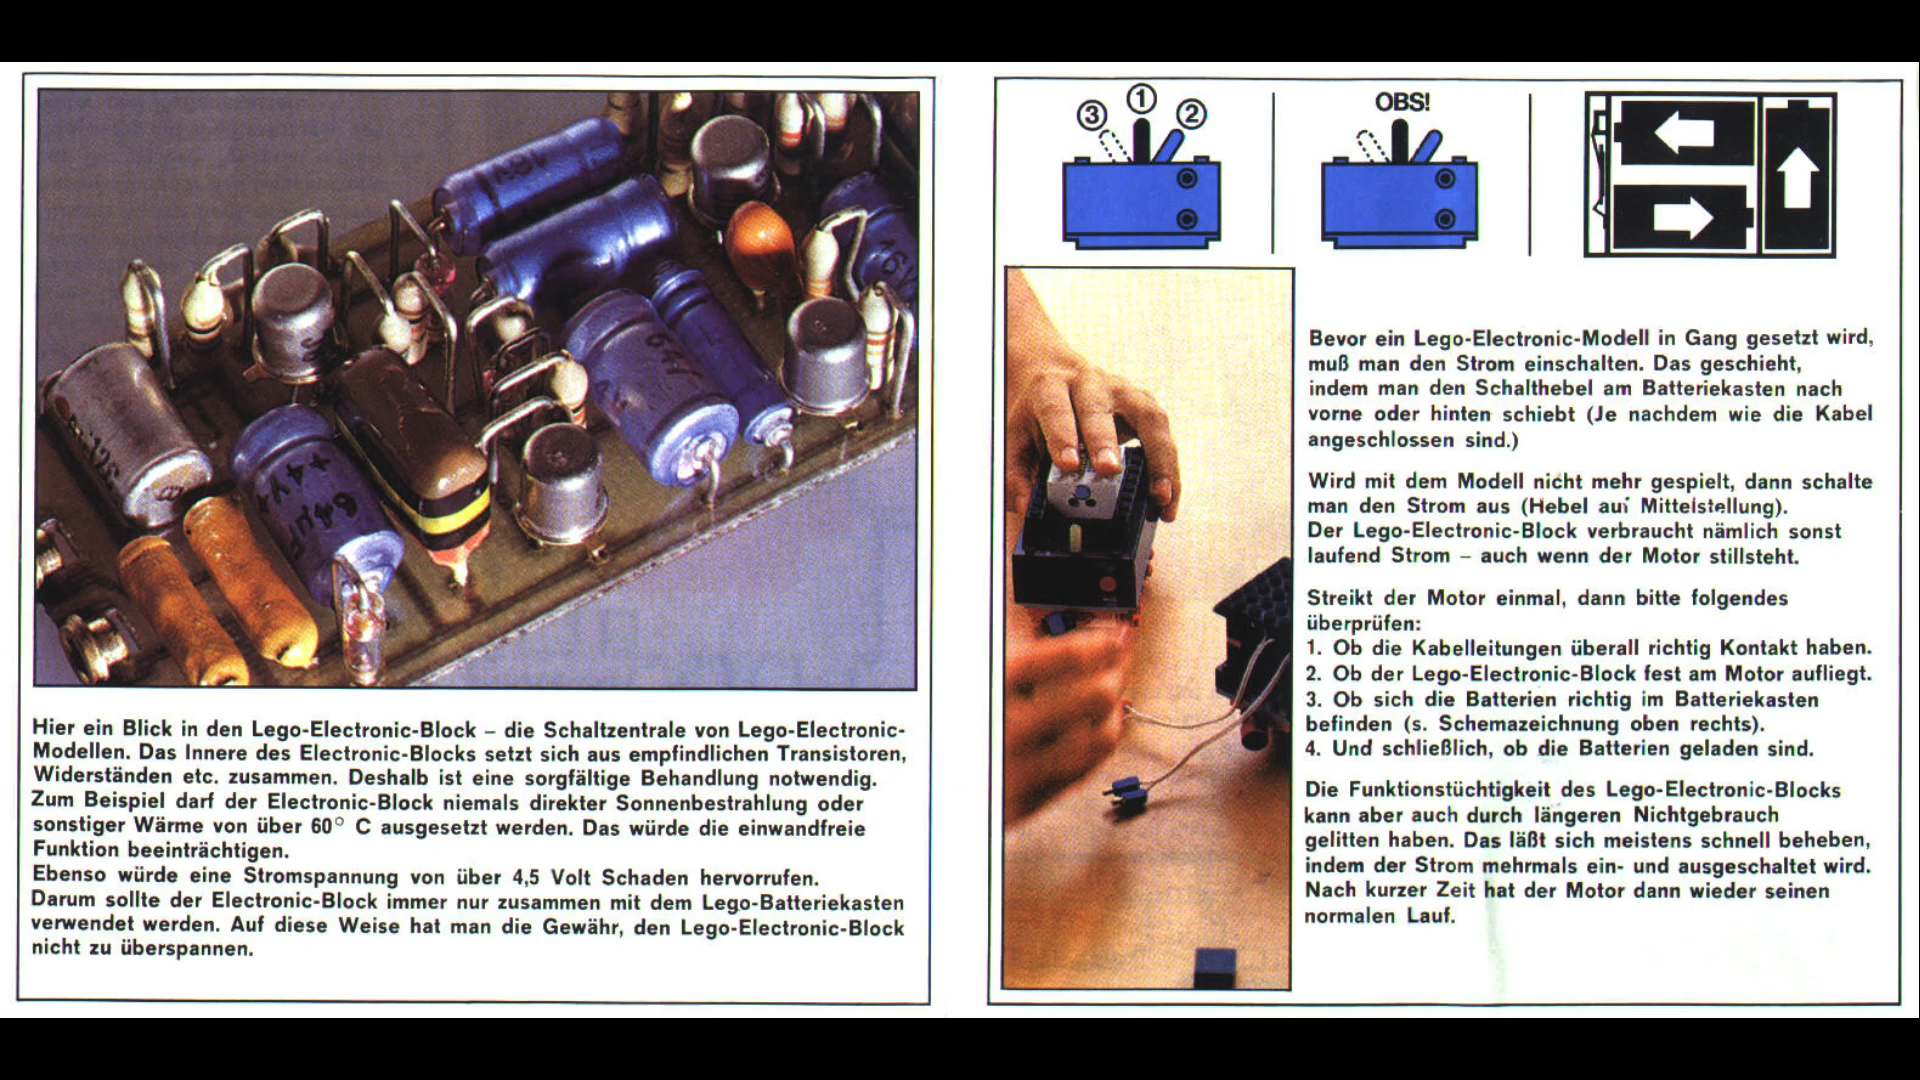 18V
16V
64V
321/6
+4V+
64µF
Hier ein Blick in den Lego-Electronic-Block – die Schaltzentrale von Lego-Electronic-
Modellen. Das Innere des Electronic-Blocks setzt sich aus empfindlichen Transistoren,
Widerständen etc. zusammen. Deshalb ist eine sorgfältige Behandlung notwendig.
Zum Beispiel darf der Electronic-Block niemals direkter Sonnenbestrahlung oder
sonstiger Wärme von über 60° C ausgesetzt werden. Das würde die einwandfreie
Funktion beeinträchtigen.
Ebenso würde eine Stromspannung von über 4,5 Volt Schaden hervorrufen.
Darum sollte der Electronic-Block immer nur zusammen mit dem Lego-Batteriekasten
verwendet werden. Auf diese Weise hat man die Gewähr, den Lego-Electronic-Block
nicht zu überspannen.
3 1 2
OBS!
Bevor ein Lego-Electronic-Modell in Gang gesetzt wird,
muß man den Strom einschalten. Das geschieht,
indem man den Schalthebel am Batteriekasten nach
vorne oder hinten schiebt (Je nachdem wie die Kabel
angeschlossen sind.)
Wird mit dem Modell nicht mehr gespielt, dann schalte
man den Strom aus (Hebel auf Mittelstellung).
Der Lego-Electronic-Block verbraucht nämlich sonst
laufend Strom – auch wenn der Motor stillsteht.
Streikt der Motor einmal, dann bitte folgendes
überprüfen:
1. Ob die Kabelleitungen überall richtig Kontakt haben.
2. Ob der Lego-Electronic-Block fest am Motor aufliegt.
3. Ob sich die Batterien richtig im Batteriekasten
befinden (s. Schemazeichnung oben rechts).
4. Und schließlich, ob die Batterien geladen sind.
Die Funktionstüchtigkeit des Lego-Electronic-Blocks
kann aber auch durch längeren Nichtgebrauch
gelitten haben. Das läßt sich meistens schnell beheben,
indem der Strom mehrmals ein- und ausgeschaltet wird.
Nach kurzer Zeit hat der Motor dann wieder seinen
normalen Lauf.